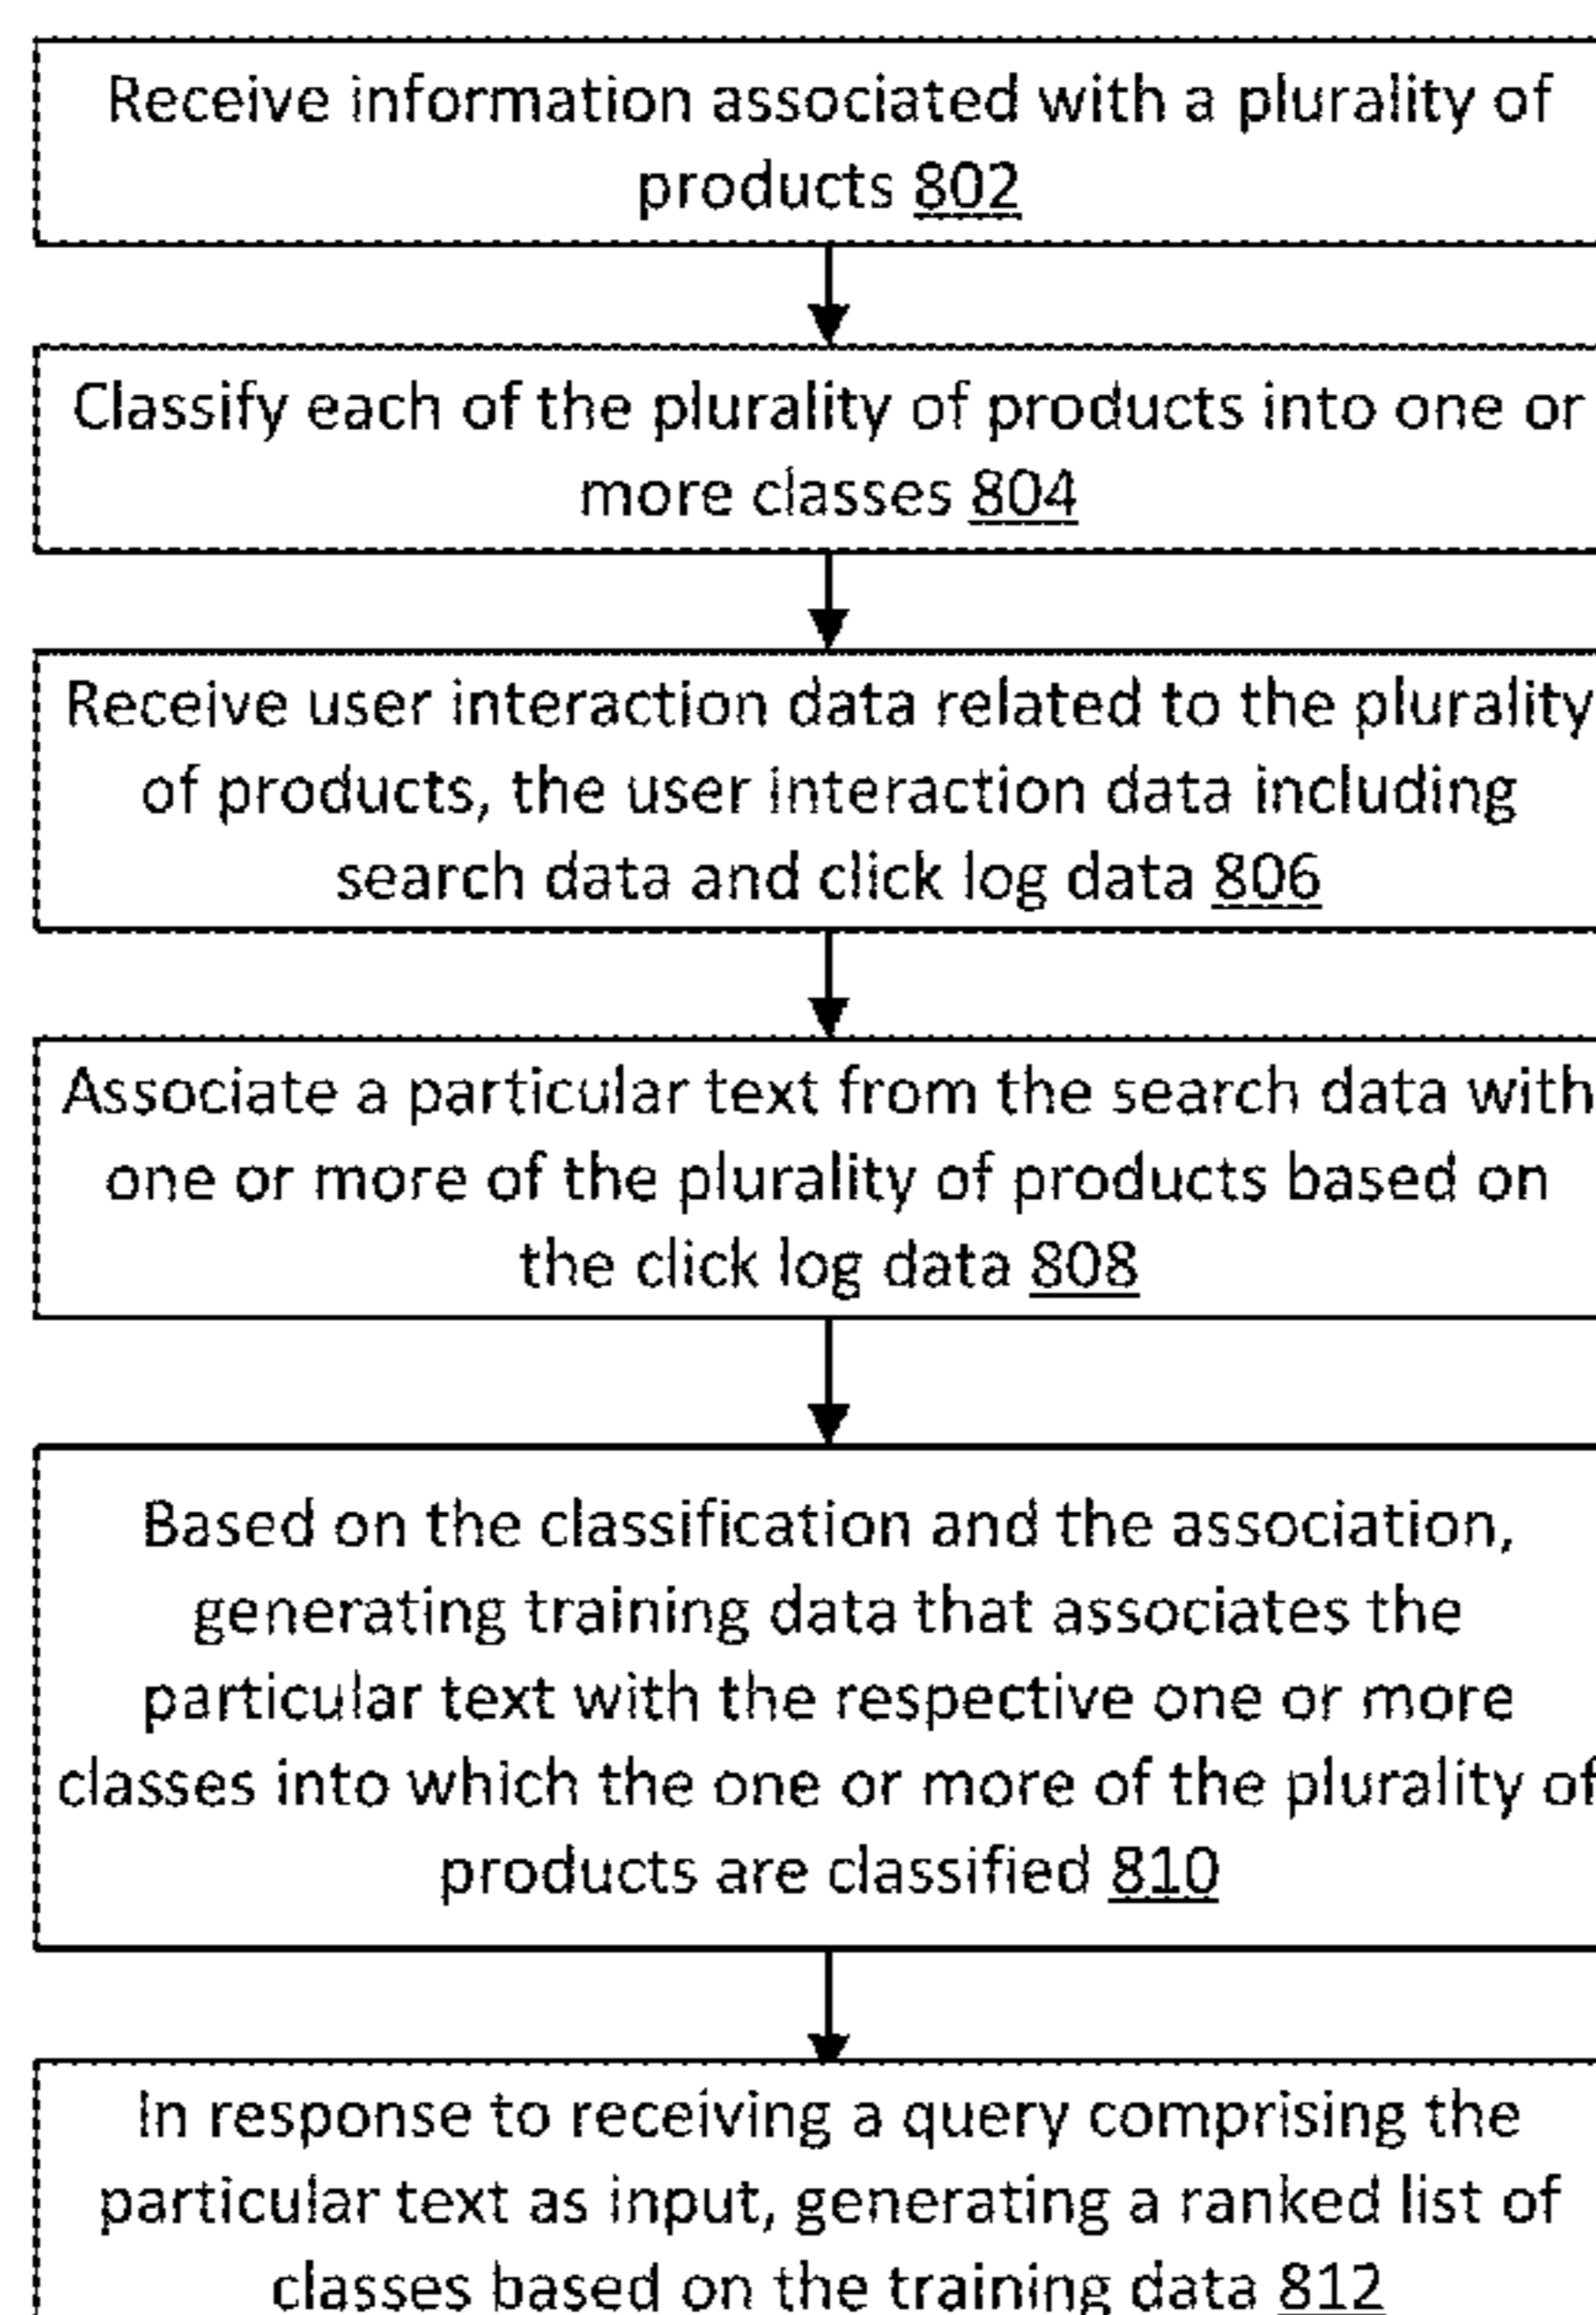 Receive information associated with a plurality of
products 802
Classify each of the plurality of products into one or
more classes 804
Receive user interaction data related to the plurality
of products, the user interaction data including
search data and click log data 806
Associate a particular text from the search data with
one or more of the plurality of products based on
the click log data 808
Based on the classification and the association,
generating training data that associates the
particular text with the respective one or more
classes into which the one or more of the plurality of
products are classified 810
In response to receiving a query comprising the
particular text as input, generating a ranked list of
classes based on the training data 812